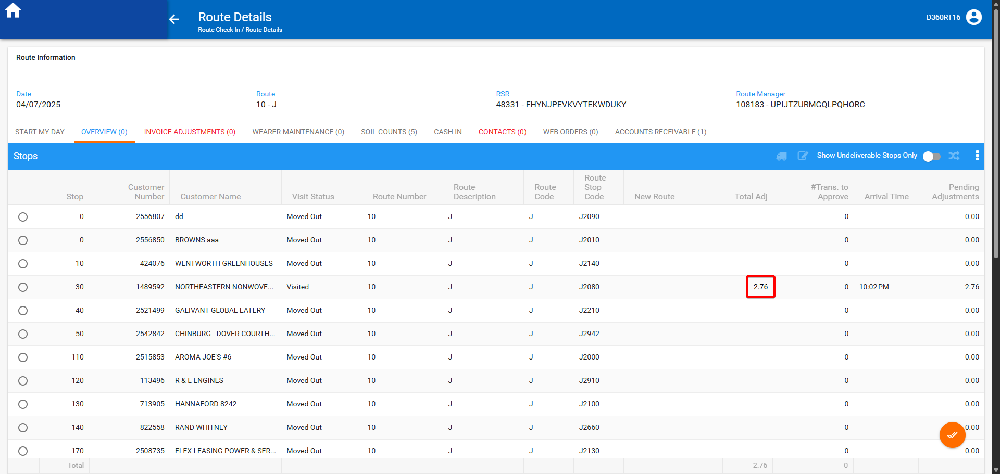 Route Details
Route Check In / Route Details
D360RT16
Route Information
Date
04/07/2025
Route
10 - J
RSR
48331 - FHYNJPEVKVYTEKWDUKY
Route Manager
108183 - UPIJTZURMGQLPQHORC
START MY DAY OVERVIEW (0) INVOICE ADJUSTMENTS (0) WEARER MAINTENANCE (0) SOIL COUNTS (5) CASH IN CONTACTS (0) WEB ORDERS (0) ACCOUNTS RECEIVABLE (1)
Stops
Show Undeliverable Stops Only
Stop
Customer
Number
Customer Name
Visit Status
Route Number
Route
Description
Route
Code
Route
Stop
Code
New Route
Total Adj
#Trans. to
Approve
Arrival Time
Pending
Adjustments
0 2556807 dd Moved Out 10 J J J2090 0 0.00
0 2556850 BROWNS aaa Moved Out 10 J J J2010 0 0.00
10 424076 WENTWORTH GREENHOUSES Moved Out 10 J J J2140 0 0.00
30 1489592 NORTHEASTERN NONWOVE... Visited 10 J J J2080 2.76 0 10:02 PM -2.76
40 2521499 GALIVANT GLOBAL EATERY Moved Out 10 J J J2210 0 0.00
50 2542842 CHINBURG - DOVER COURTH... Moved Out 10 J J J2942 0 0.00
110 2515853 AROMA JOE'S #6 Moved Out 10 J J J2000 0 0.00
120 113496 R & L ENGINES Moved Out 10 J J J2910 0 0.00
130 713905 HANNAFORD 8242 Moved Out 10 J J J2100 0 0.00
140 822558 RAND WHITNEY Moved Out 10 J J J2660 0 0.00
170 2508735 FLEX LEASING POWER & SER... Moved Out 10 J J J2130 0 0.00
Total 2.76 0